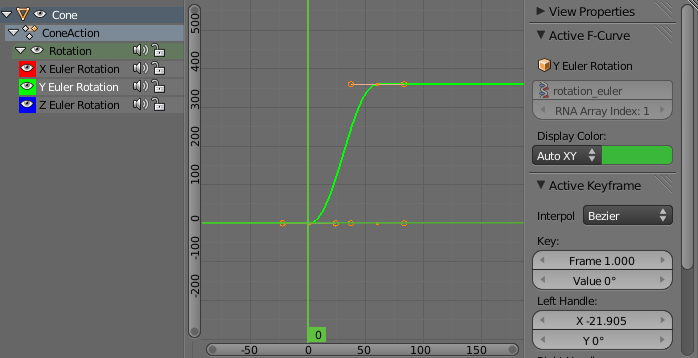 Cone
ConeAction
Rotation
X Euler Rotation
Y Euler Rotation
Z Euler Rotation
500
400
300
200
100
0
-100
-200
0
-50
0
50
100
150
View Properties
Active F-Curve
Y Euler Rotation
rotation_euler
RNA Array Index: 1
Display Color:
Auto XY
Active Keyframe
Interpol
Bezier
Key:
Frame 1.000
Value 0°
Left Handle:
X -21.905
Y 0°